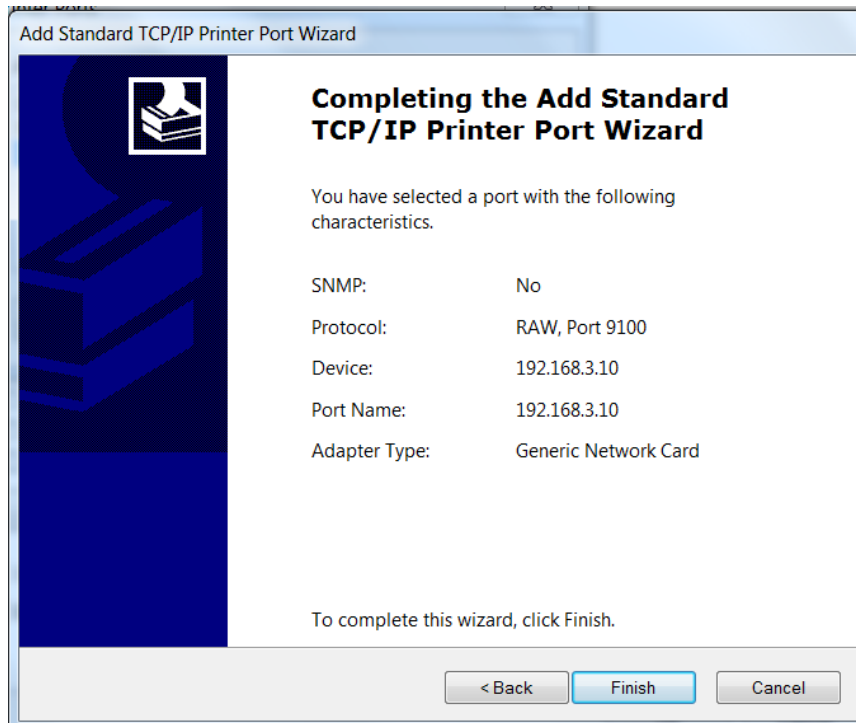 Add Standard TCP/IP Printer Port Wizard
Completing the Add Standard
TCP/IP Printer Port Wizard
You have selected a port with the following
characteristics.
SNMP: No
Protocol: RAW, Port 9100
Device: 192.168.3.10
Port Name: 192.168.3.10
Adapter Type: Generic Network Card
To complete this wizard, click Finish.
< Back Finish Cancel